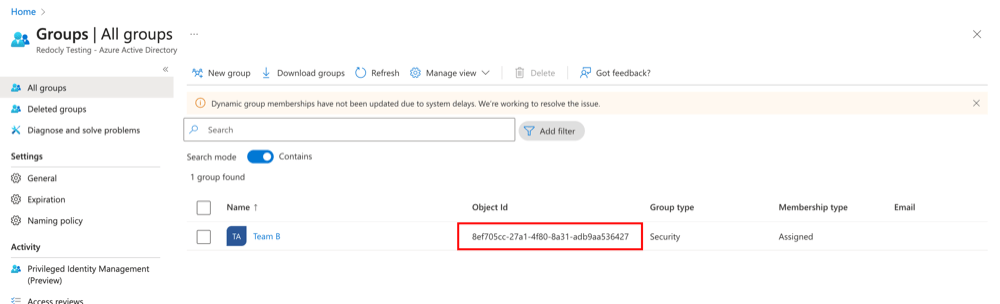 Home >
Groups | All groups ...
Redocly Testing - Azure Active Directory
«
All groups
Deleted groups
Diagnose and solve problems
Settings
General
Expiration
Naming policy
Activity
Privileged Identity Management
(Preview)
Access reviews
New group Download groups Refresh Manage view Delete Got feedback?
Dynamic group memberships have not been updated due to system delays. We're working to resolve the issue.
Search Add filter
Search mode Contains
1 group found
Name ↑ Object Id Group type Membership type Email
TA Team B 8ef705cc-27a1-4f80-8a31-adb9aa536427 Security Assigned